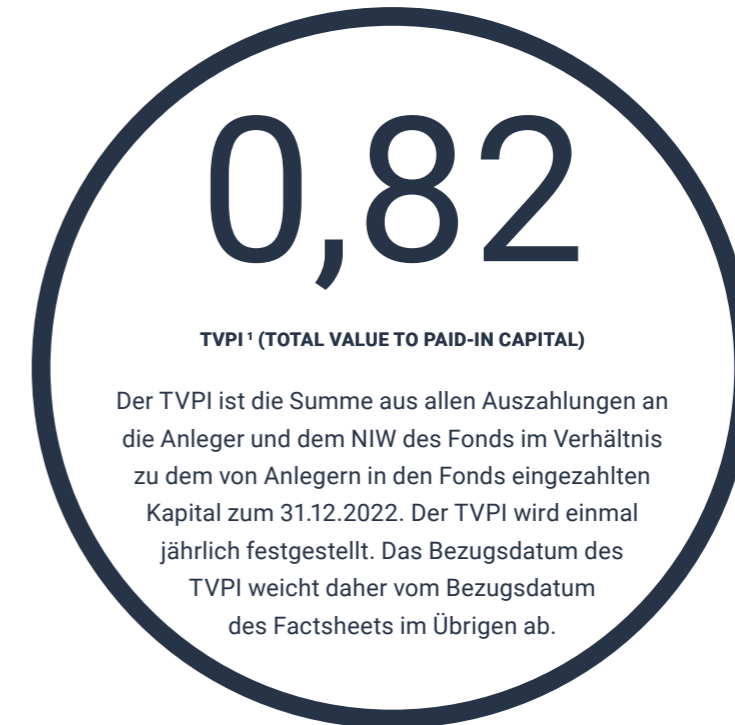 0,82
TVPI ¹ (TOTAL VALUE TO PAID-IN CAPITAL)
Der TVPI ist die Summe aus allen Auszahlungen an
die Anleger und dem NIW des Fonds im Verhältnis
zu dem von Anlegern in den Fonds eingezahlten
Kapital zum 31.12.2022. Der TVPI wird einmal
jährlich festgestellt. Das Bezugsdatum des
TVPI weicht daher vom Bezugsdatum
des Factsheets im Übrigen ab.